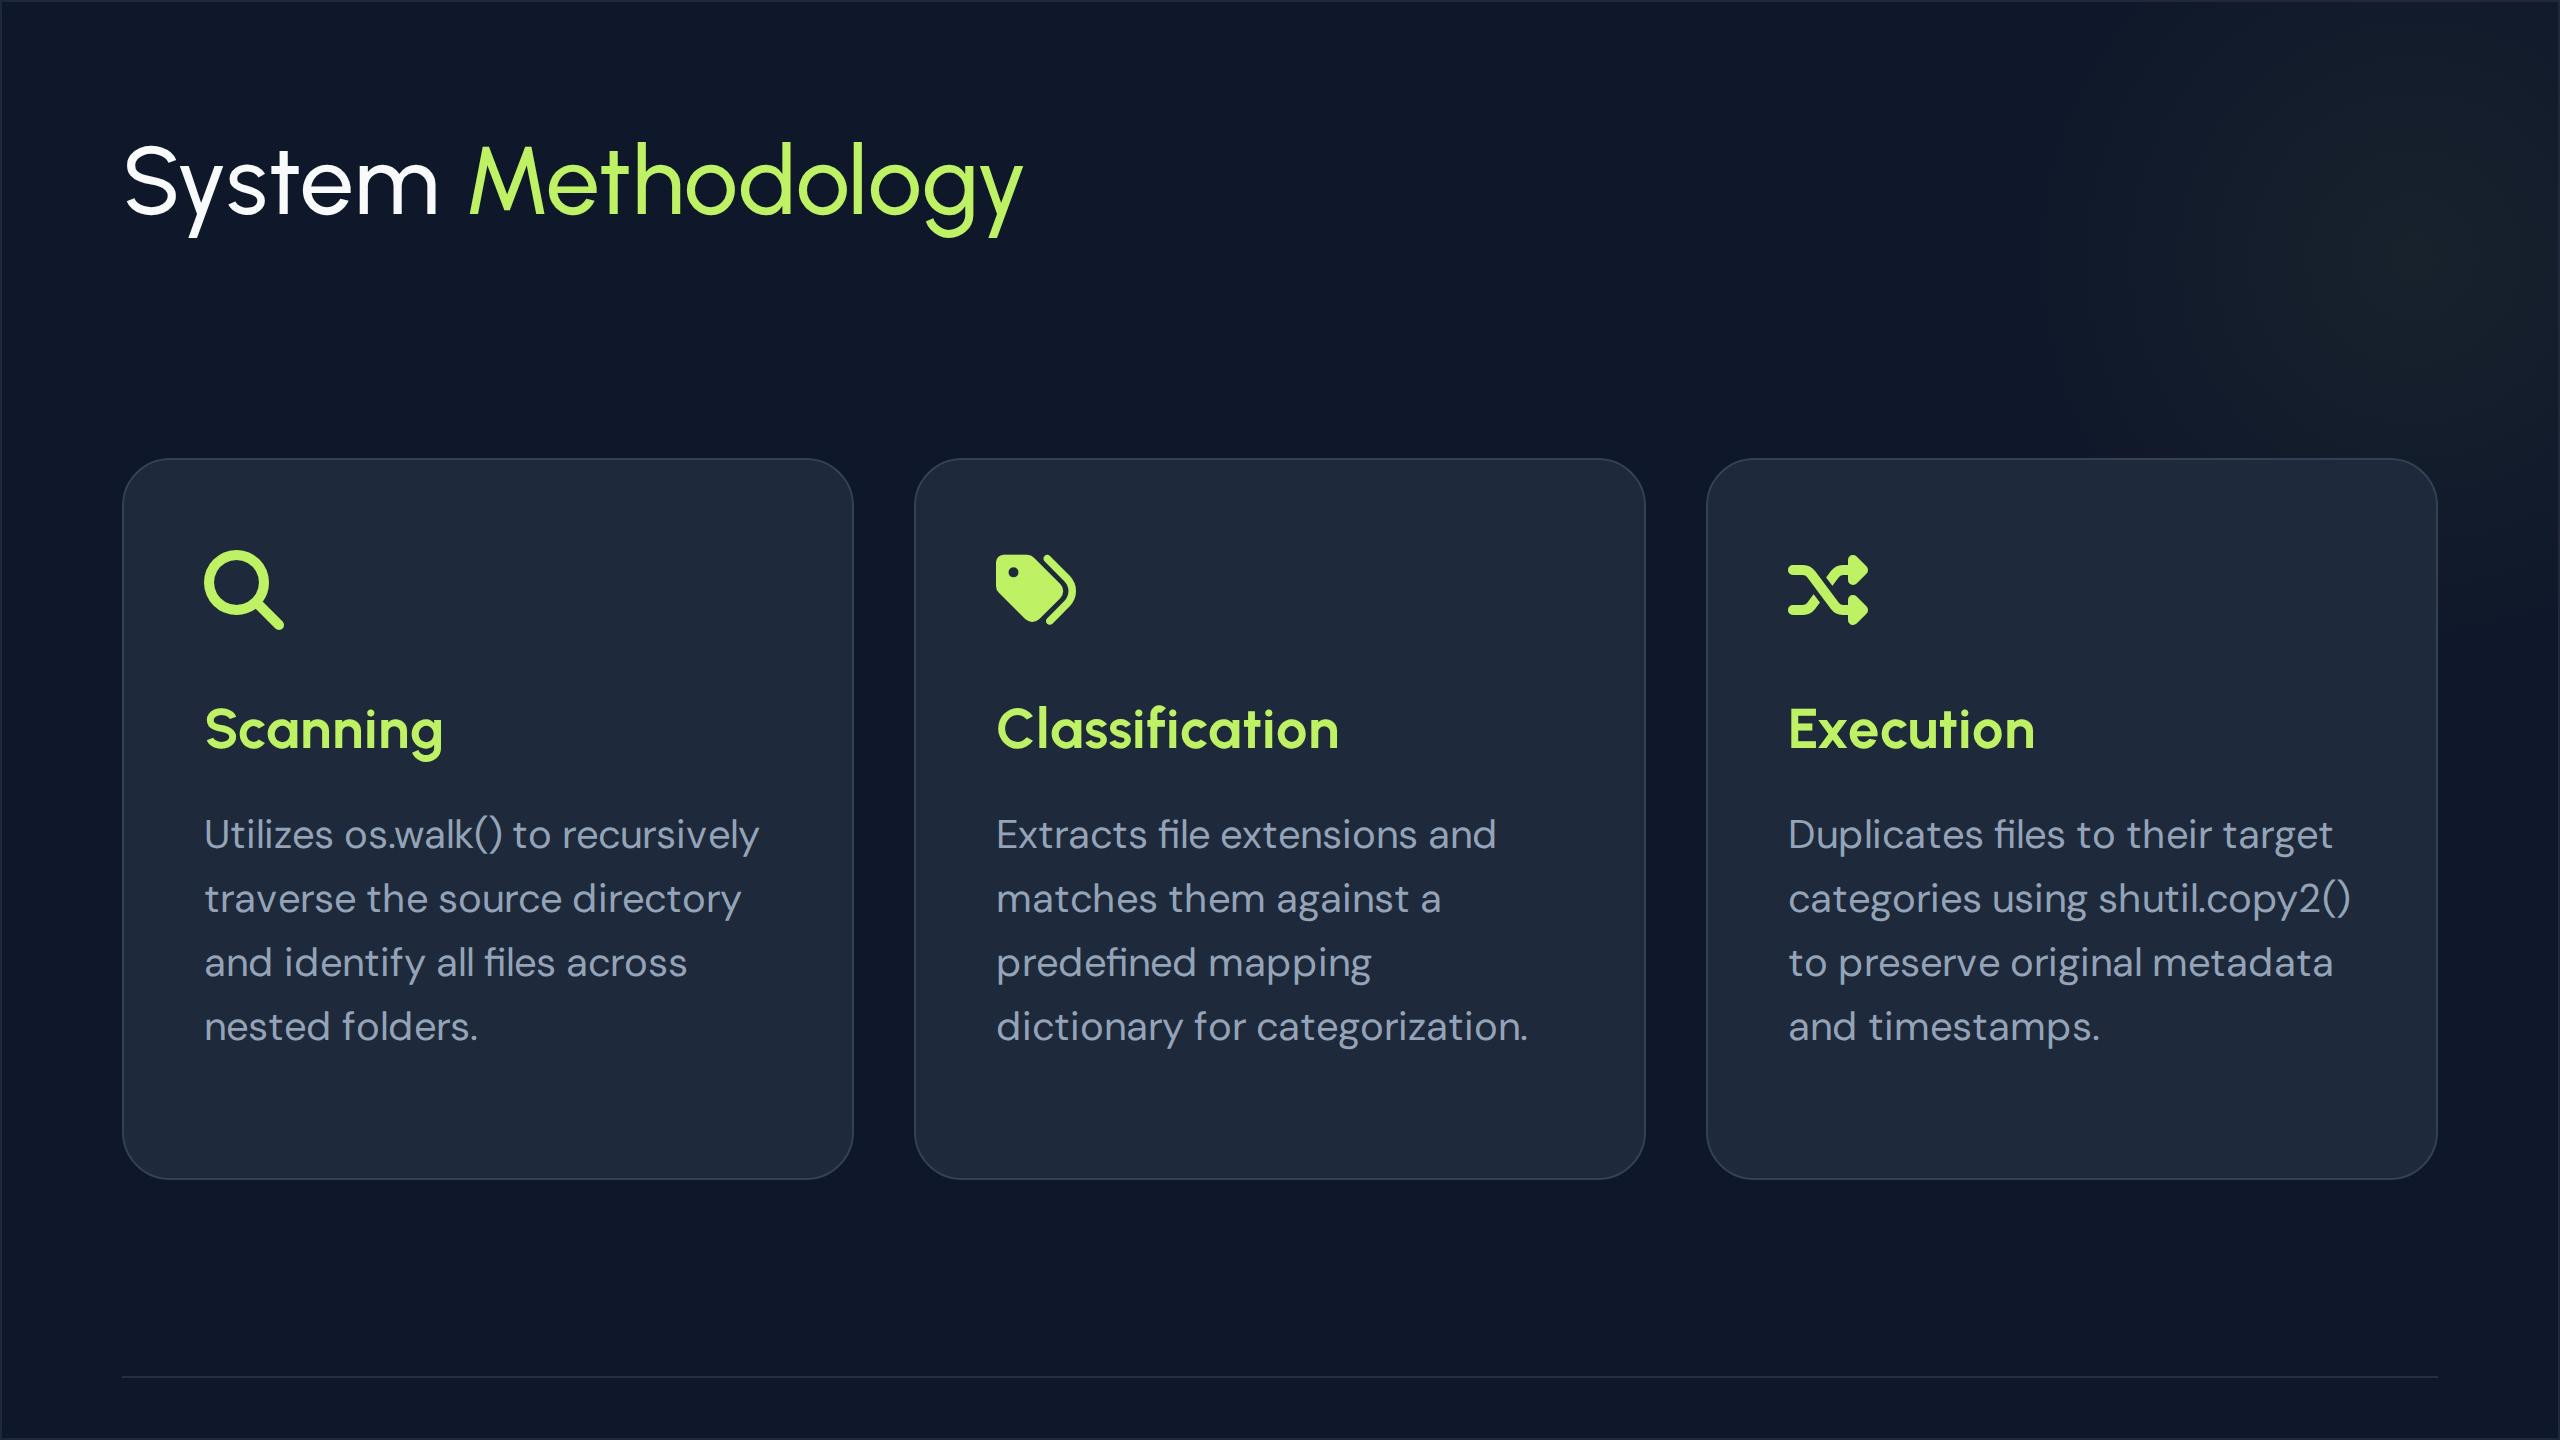 System Methodology
Scanning
Utilizes os.walk() to recursively
traverse the source directory
and identify all files across
nested folders.
Classification
Extracts file extensions and
matches them against a
predefined mapping
dictionary for categorization.
Execution
Duplicates files to their target
categories using shutil.copy2()
to preserve original metadata
and timestamps.